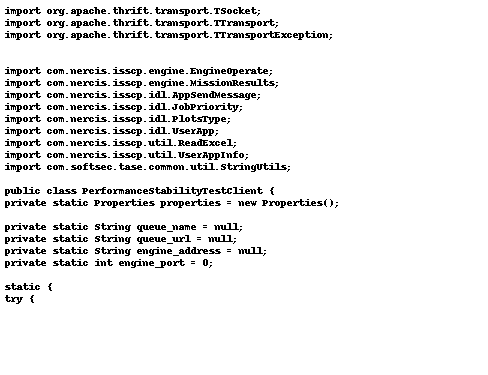 import org.apache.thrift.transport.TSocket;
import org.apache.thrift.transport.TTransport;
import org.apache.thrift.transport.TTransportException;
import com.nercis.isscp.engine.EngineOperate;
import com.nercis.isscp.engine.MissionResults;
import com.nercis.isscp.idl.AppSendMessage;
import com.nercis.isscp.idl.JobPriority;
import com.nercis.isscp.idl.PlotsType;
import com.nercis.isscp.idl.UserApp;
import com.nercis.isscp.util.ReadExcel;
import com.nercis.isscp.util.UserAppInfo;
import com.softsec.tase.common.util.StringUtils;
public class PerformanceStabilityTestClient {
private static Properties properties = new Properties();
private static String queue_name = null;
private static String queue_url = null;
private static String engine_address = null;
private static int engine_port = 0;
static {
try {